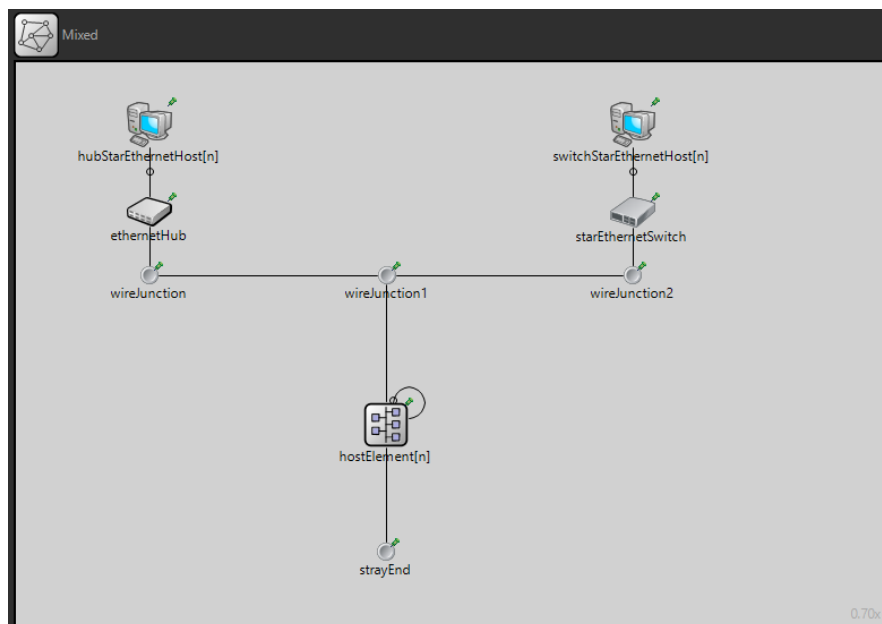 Mixed
hubStarEthernetHost[n]
switchStarEthernetHost[n]
ethernetHub
starEthernetSwitch
wireJunction
wireJunction1
wireJunction2
hostElement[n]
strayEnd
0.70x